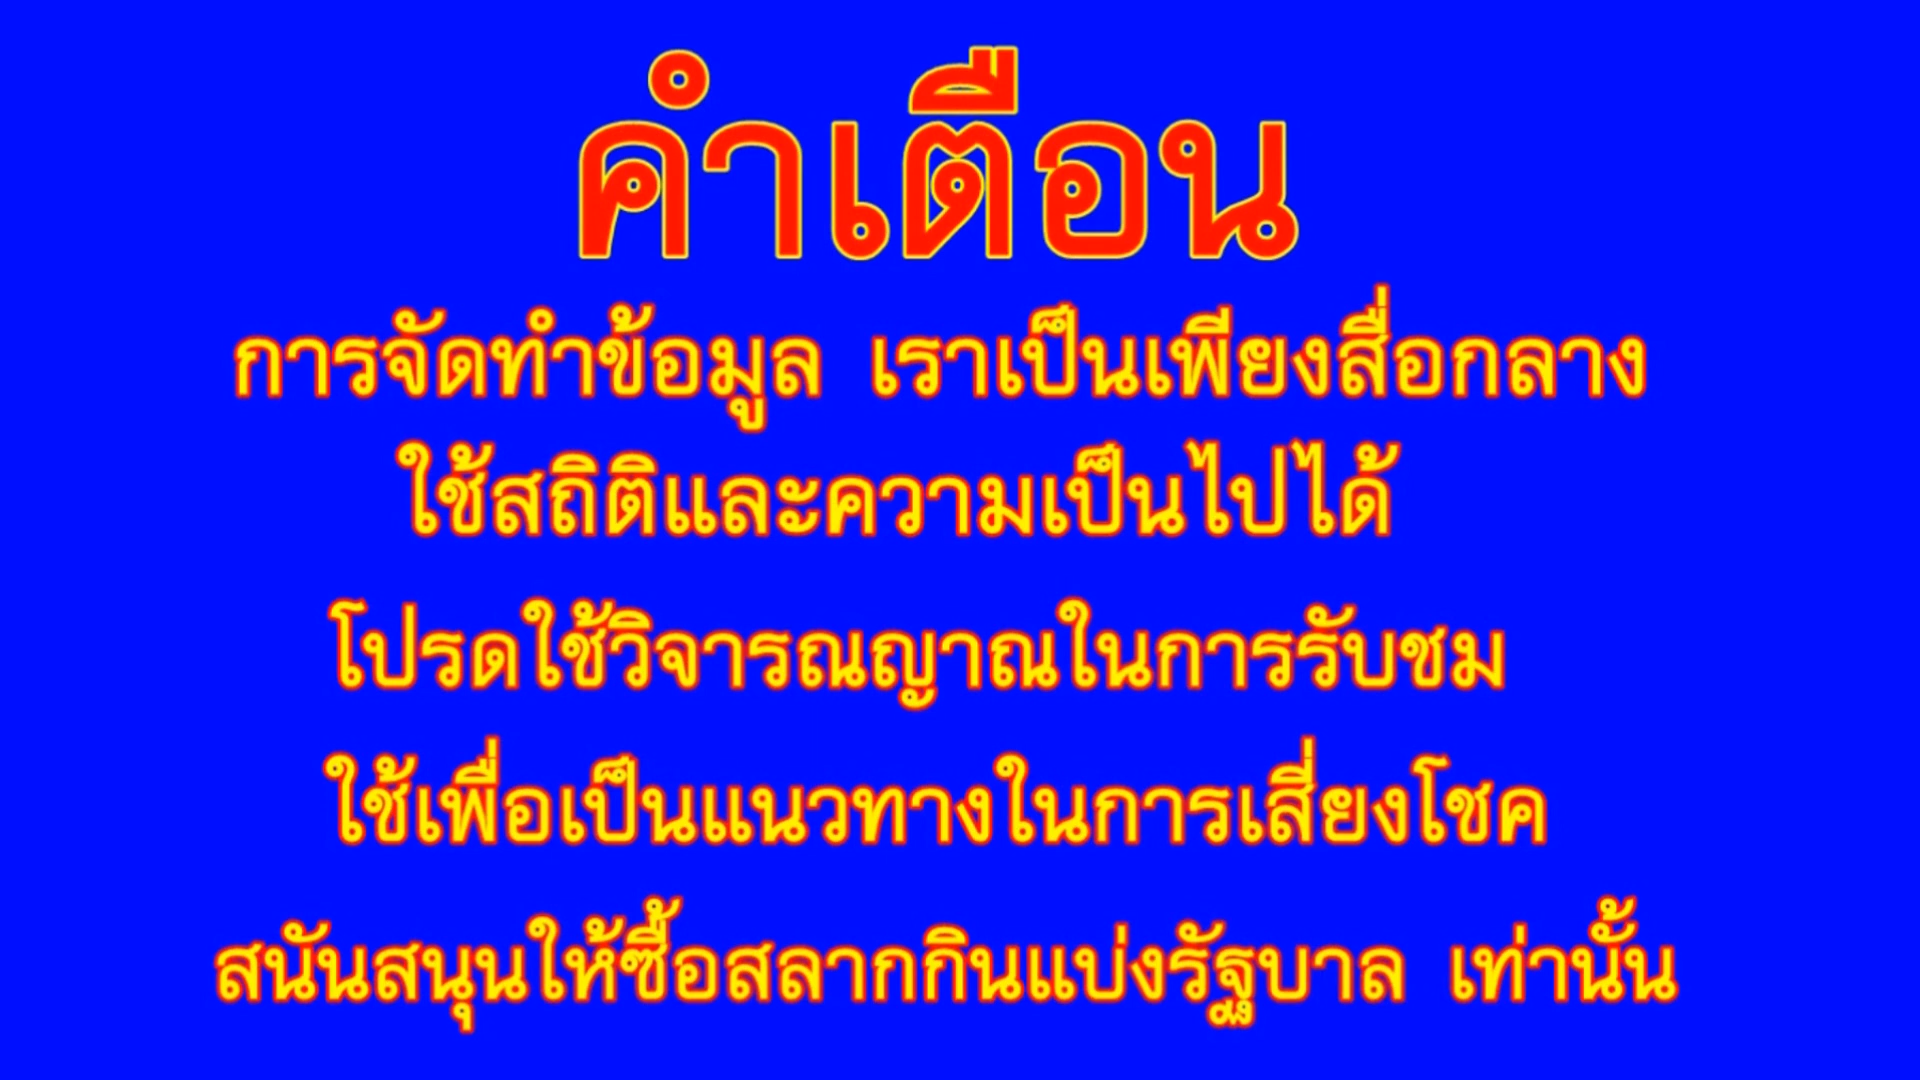 คำเตือน
การจัดทำข้อมูล เราเป็นเพียงสื่อกลาง
ใช้สถิติและความเป็นไปได้
โปรดใช้วิจารณญาณในการรับชม
ใช้เพื่อเป็นแนวทางในการเสี่ยงโชค
สนันสนุนให้ซื้อสลากกินแบ่งรัฐบาล เท่านั้น